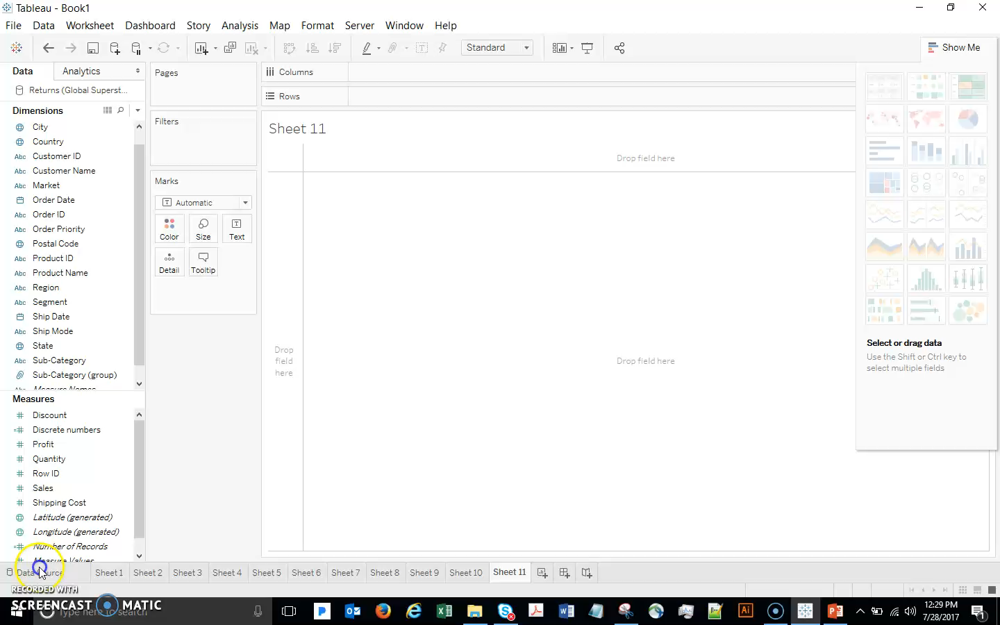 Tableau - Book1
File Data Worksheet Dashboard Story Analysis Map Format Server Window Help
Standard
Show Me
Data Analytics
Returns (Global Superst...
Dimensions
City
Country
Abc Customer ID
Abc Customer Name
Abc Market
Order Date
Abc Order ID
Abc Order Priority
Postal Code
Abc Product ID
Abc Product Name
Abc Region
Abc Segment
Ship Date
Abc Ship Mode
State
Abc Sub-Category
Sub-Category (group)
Abc Measure Names
Measures
# Discount
=# Discrete numbers
# Profit
# Quantity
# Row ID
# Sales
# Shipping Cost
Latitude (generated)
Longitude (generated)
=# Number of Records
# Measure Values
Pages
Filters
Marks
Automatic
Color Size Text
Detail Tooltip
Columns
Rows
Sheet 11
Drop field here
Drop
field
here
Drop field here
Select or drag data
Use the Shift or Ctrl key to
select multiple fields
Data Source Sheet 1 Sheet 2 Sheet 3 Sheet 4 Sheet 5 Sheet 6 Sheet 7 Sheet 8 Sheet 9 Sheet 10 Sheet 11
RECORDED WITH
SCREENCAST MATIC
Type here to search
12:29 PM
7/28/2017